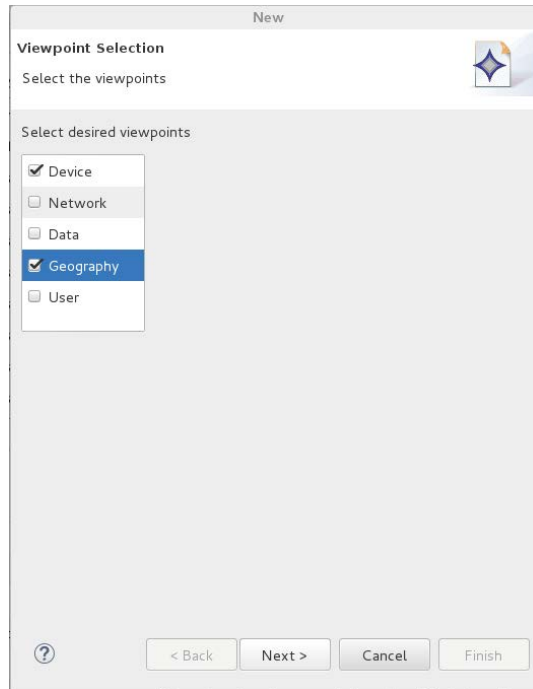 New
Viewpoint Selection
Select the viewpoints
Select desired viewpoints
Device
Network
Data
Geography
User
?
< Back
Next >
Cancel
Finish